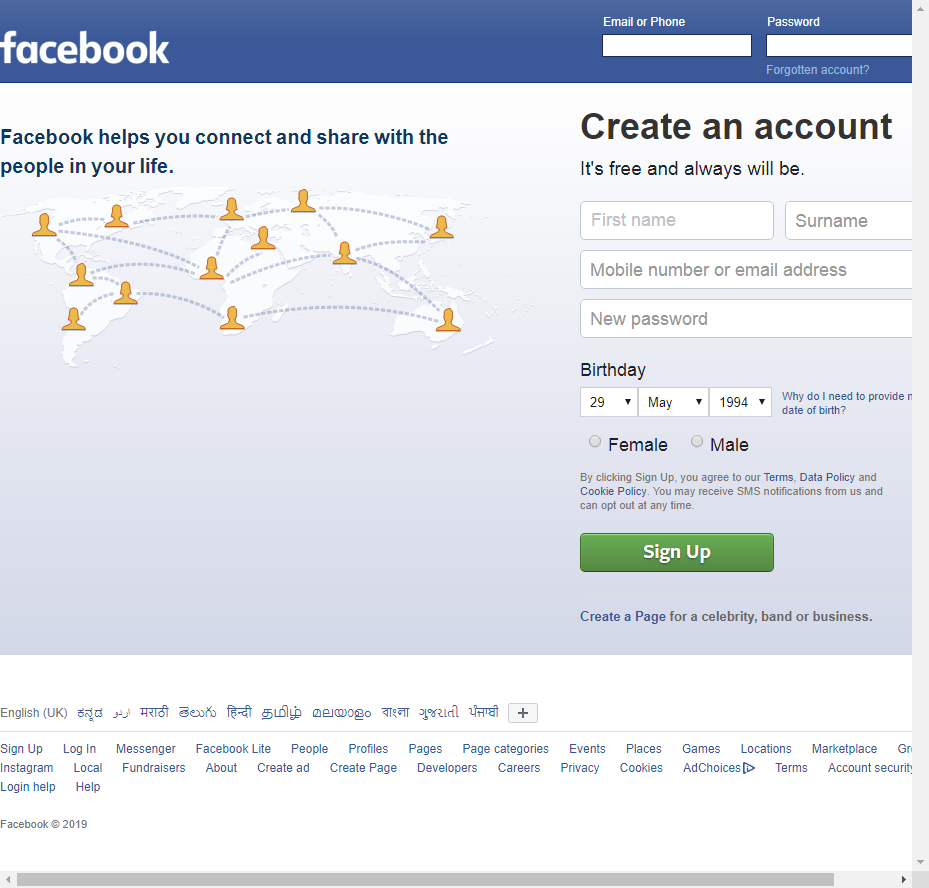 facebook
Email or Phone
Password
Forgotten account?
Facebook helps you connect and share with the
people in your life.
Create an account
It's free and always will be.
First name
Surname
Mobile number or email address
New password
Birthday
29 May 1994
Why do I need to provide
date of birth?
Female Male
By clicking Sign Up, you agree to our Terms, Data Policy and
Cookie Policy. You may receive SMS notifications from us and
can opt out at any time.
Sign Up
Create a Page for a celebrity, band or business.
English (UK) ಕನ್ನಡ اردو मराठी తెలుగు हिन्दी தமிழ் മലയാളം বাংলা ગુજરાતી ਪੰਜਾਬੀ +
Sign Up Log In Messenger Facebook Lite People Profiles Pages Page categories Events Places Games Locations Marketplace
Instagram Local Fundraisers About Create ad Create Page Developers Careers Privacy Cookies AdChoices Terms Account security
Login help Help
Facebook © 2019